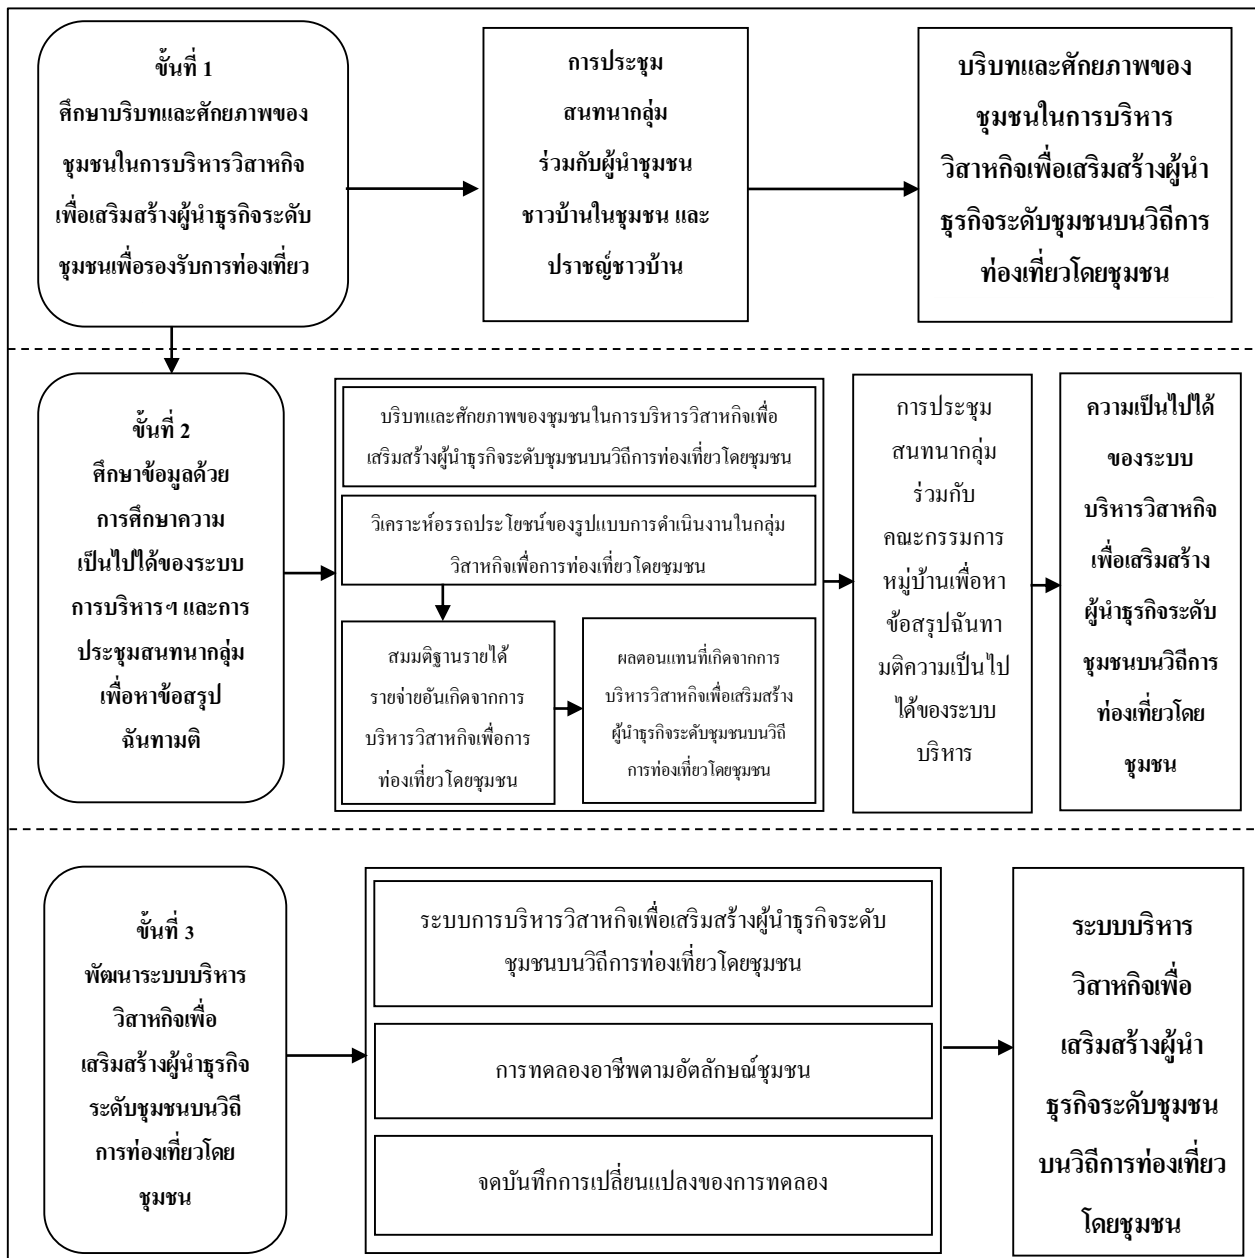 ขั้นที่ 1
ศึกษาบริบทและศักยภาพของ
ชุมชนในการบริหารวิสาหกิจ
เพื่อเสริมสร้างผู้นำธุรกิจระดับ
ชุมชนเพื่อรองรับการท่องเที่ยว
การประชุม
สนทนากลุ่ม
ร่วมกับผู้นำชุมชน
ชาวบ้านในชุมชน และ
ปราชญ์ชาวบ้าน
บริบทและศักยภาพของ
ชุมชนในการบริหาร
วิสาหกิจเพื่อเสริมสร้างผู้นำ
ธุรกิจระดับชุมชนบนวิถีการ
ท่องเที่ยวโดยชุมชน
ขั้นที่ 2
ศึกษาข้อมูลด้วย
การศึกษาความ
เป็นไปได้ของระบบ
การบริหารฯ และการ
ประชุมสนทนากลุ่ม
เพื่อหาข้อสรุป
ฉันทามติ
บริบทและศักยภาพของชุมชนในการบริหารวิสาหกิจเพื่อ
เสริมสร้างผู้นำธุรกิจระดับชุมชนบนวิถีการท่องเที่ยวโดยชุมชน
วิเคราะห์อรรถประโยชน์ของรูปแบบการดำเนินงานในกลุ่ม
วิสาหกิจเพื่อการท่องเที่ยวโดยชุมชน
สมมติฐานรายได้
รายจ่ายอันเกิดจากการ
บริหารวิสาหกิจเพื่อการ
ท่องเที่ยวโดยชุมชน
ผลตอนแทนที่เกิดจากการ
บริหารวิสาหกิจเพื่อเสริมสร้าง
ผู้นำธุรกิจระดับชุมชนบนวิถี
การท่องเที่ยวโดยชุมชน
การประชุม
สนทนากลุ่ม
ร่วมกับ
คณะกรรมการ
หมู่บ้านเพื่อหา
ข้อสรุปฉันทา
มติความเป็นไป
ได้ของระบบ
บริหาร
ความเป็นไปได้
ของระบบ
บริหารวิสาหกิจ
เพื่อเสริมสร้าง
ผู้นำธุรกิจระดับ
ชุมชนบนวิถีการ
ท่องเที่ยวโดย
ชุมชน
ขั้นที่ 3
พัฒนาระบบบริหาร
วิสาหกิจเพื่อ
เสริมสร้างผู้นำธุรกิจ
ระดับชุมชนบนวิถี
การท่องเที่ยวโดย
ชุมชน
ระบบการบริหารวิสาหกิจเพื่อเสริมสร้างผู้นำธุรกิจระดับ
ชุมชนบนวิถีการท่องเที่ยวโดยชุมชน
การทดลองอาชีพตามอัตลักษณ์ชุมชน
จดบันทึกการเปลี่ยนแปลงของการทดลอง
ระบบบริหาร
วิสาหกิจเพื่อ
เสริมสร้างผู้นำ
ธุรกิจระดับชุมชน
บนวิถีการท่องเที่ยว
โดยชุมชน